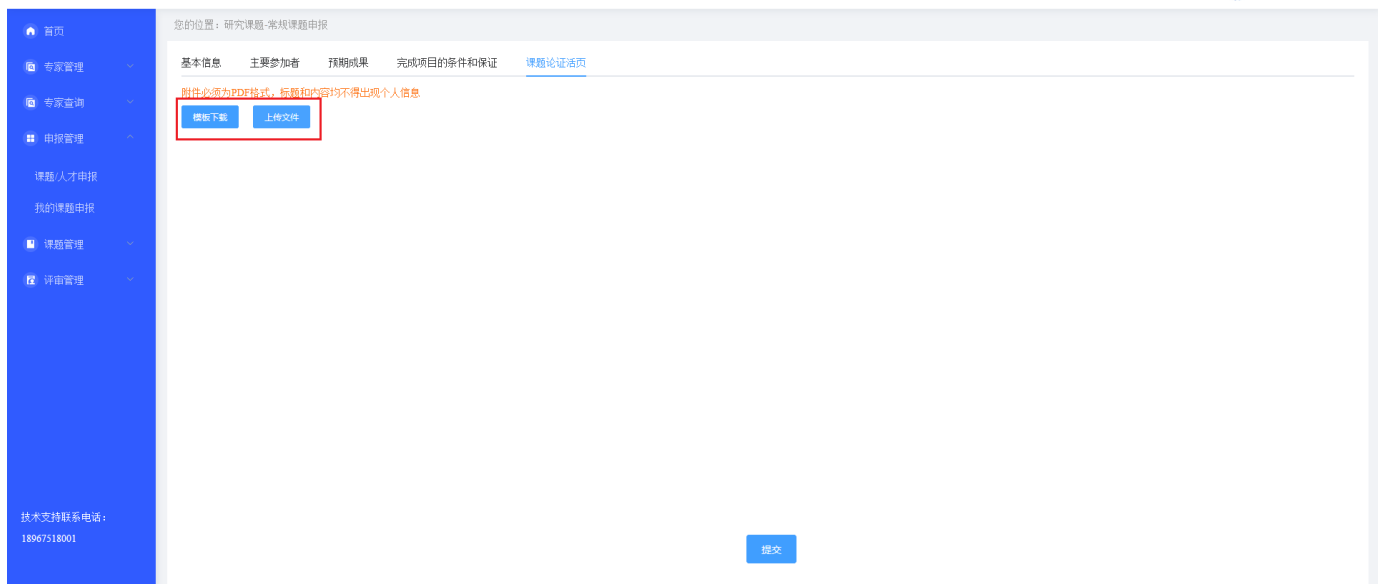 首页
专家管理
专家查询
申报管理
课题/人才申报
我的课题申报
课题管理
评审管理
技术支持联系电话：
18967518001
您的位置：研究课题-常规课题申报
基本信息 主要参加者 预期成果 完成项目的条件和保证 课题论证活页
附件必须为PDF格式，标题和内容均不得出现个人信息
模板下载 上传文件
提交